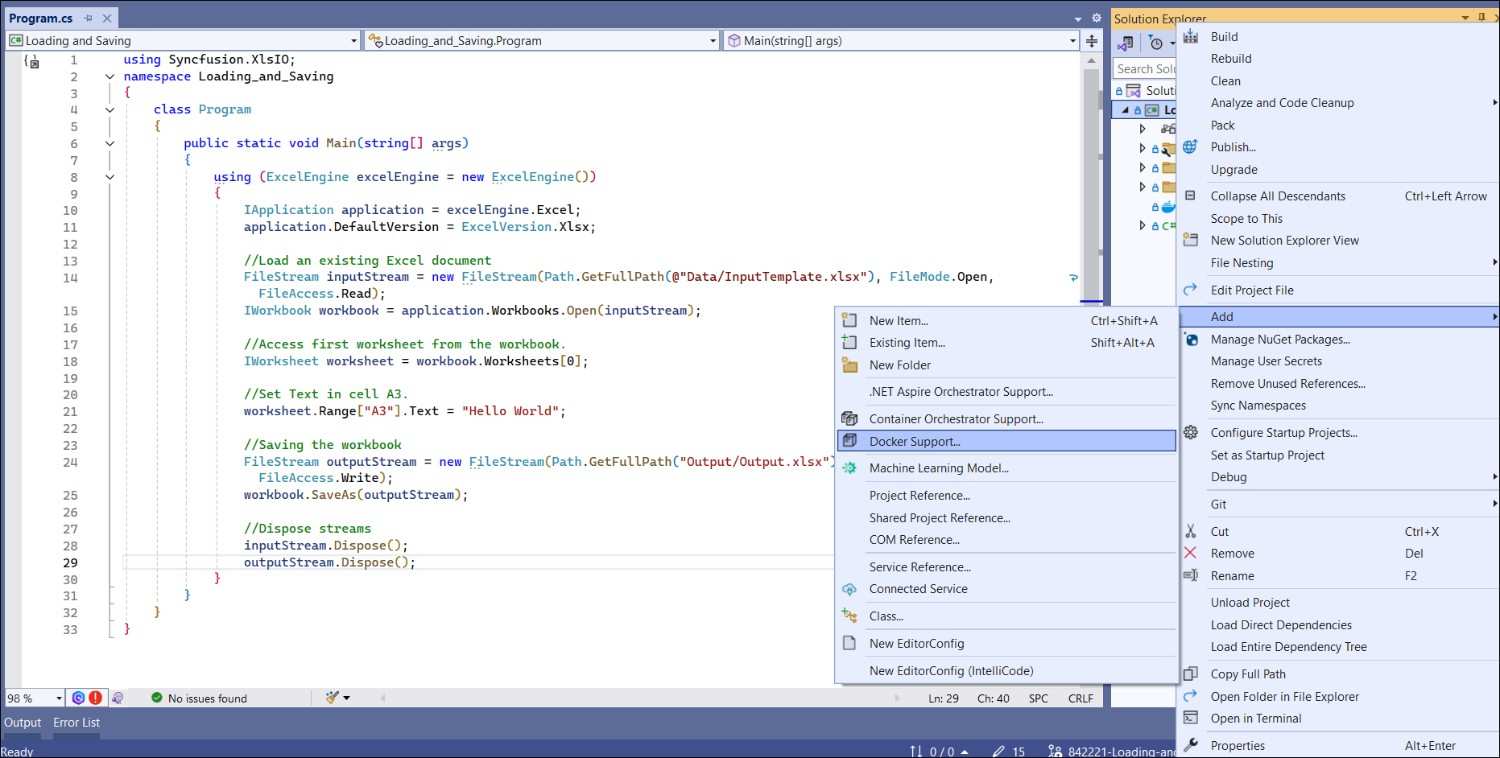 Program.cs
Loading and Saving
Loading_and_Saving.Program
Main(string[] args)
1 using Syncfusion.XlsIO;
2 namespace Loading_and_Saving
3 {
4 class Program
5 {
6 public static void Main(string[] args)
7 {
8 using (ExcelEngine excelEngine = new ExcelEngine())
9 {
10 IApplication application = excelEngine.Excel;
11 application.DefaultVersion = ExcelVersion.Xlsx;
12
13 //Load an existing Excel document
14 FileStream inputStream = new FileStream(Path.GetFullPath(@"Data/InputTemplate.xlsx"), FileMode.Open,
FileAccess.Read);
15 IWorkbook workbook = application.Workbooks.Open(inputStream);
16
17 //Access first worksheet from the workbook.
18 IWorksheet worksheet = workbook.Worksheets[0];
19
20 //Set Text in cell A3.
21 worksheet.Range["A3"].Text = "Hello World";
22
23 //Saving the workbook
24 FileStream outputStream = new FileStream(Path.GetFullPath("Output/Output.xlsx")
FileAccess.Write);
25 workbook.SaveAs(outputStream);
26
27 //Dispose streams
28 inputStream.Dispose();
29 outputStream.Dispose();
30 }
31 }
32 }
33 }
98 %
No issues found
Ln: 29 Ch: 40 SPC CRLF
Output Error List
Ready
0 / 0 15 842221-Loading-an
New Item... Ctrl+Shift+A
Existing Item... Shift+Alt+A
New Folder
.NET Aspire Orchestrator Support...
Container Orchestrator Support...
Docker Support...
Machine Learning Model...
Project Reference...
Shared Project Reference...
COM Reference...
Service Reference...
Connected Service
Class...
New EditorConfig
New EditorConfig (IntelliCode)
Solution Explorer
Search Solu
Soluti
Lo
C#
Build
Rebuild
Clean
Analyze and Code Cleanup
Pack
Publish...
Upgrade
Collapse All Descendants Ctrl+Left Arrow
Scope to This
New Solution Explorer View
File Nesting
Edit Project File
Add
Manage NuGet Packages...
Manage User Secrets
Remove Unused References...
Sync Namespaces
Configure Startup Projects...
Set as Startup Project
Debug
Git
Cut Ctrl+X
Remove Del
Rename F2
Unload Project
Load Direct Dependencies
Load Entire Dependency Tree
Copy Full Path
Open Folder in File Explorer
Open in Terminal
Properties Alt+Enter